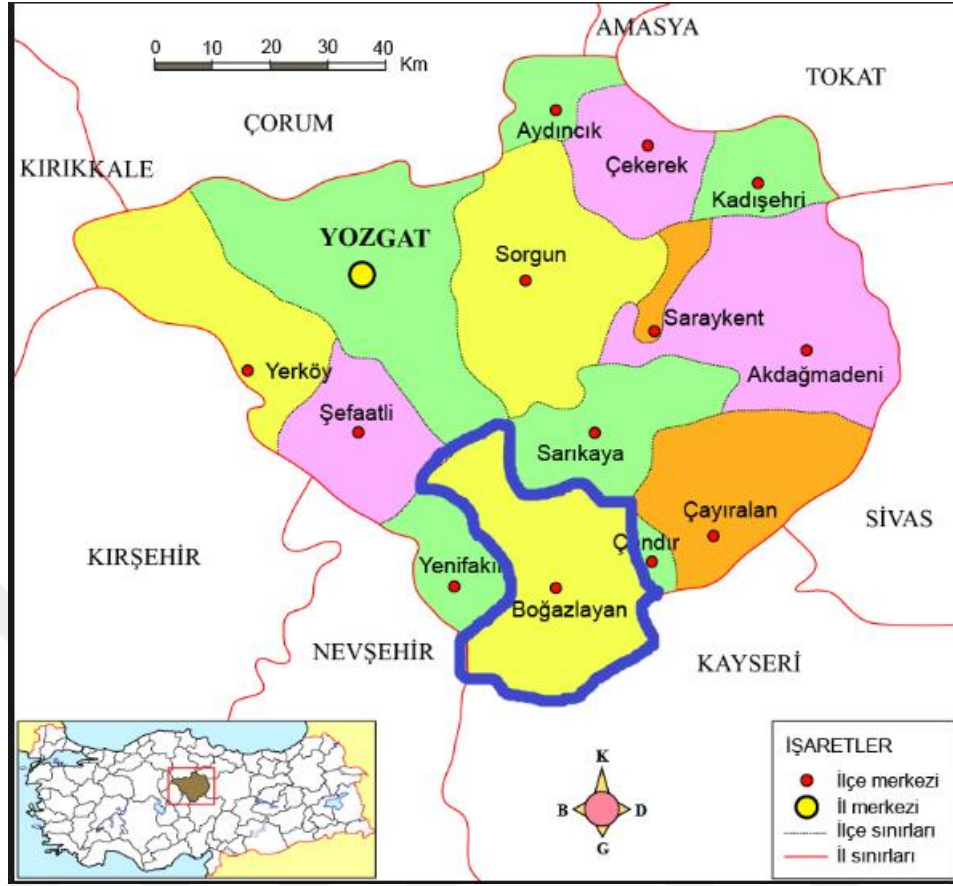 AMASYA
TOKAT
0 10 20 30 40 Km
ÇORUM
KIRIKKALE
Aydıncık
Çekerek
Kadışehri
YOZGAT
Sorgun
Saraykent
Akdağmadeni
Yerköy
Şefaatli
Sarıkaya
Çayıralan
SİVAS
KIRŞEHİR
Yenifakılı
Çandır
Boğazlayan
NEVŞEHİR
KAYSERİ
İŞARETLER
İlçe merkezi
İl merkezi
İlçe sınırları
İl sınırları
K
B D
G